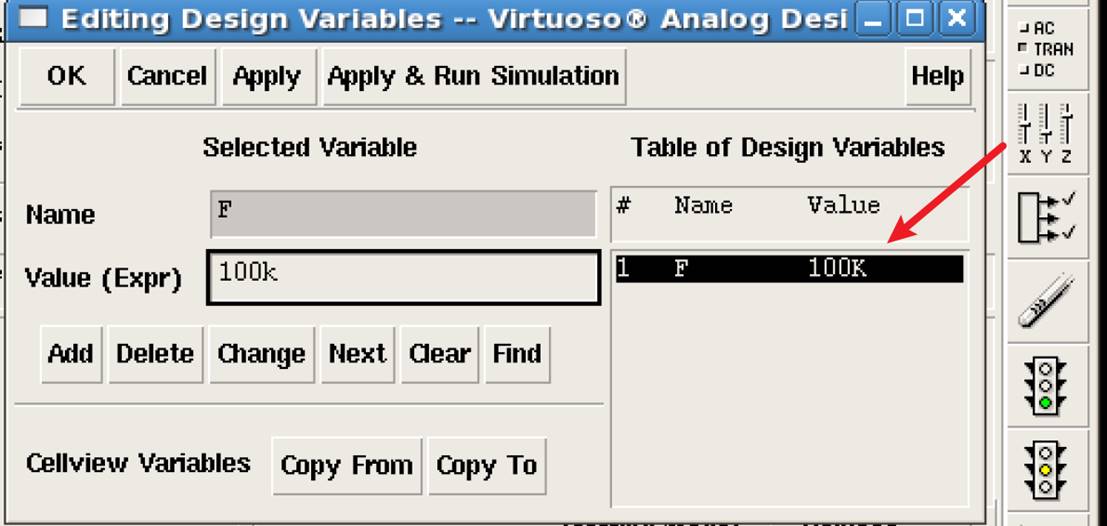 Editing Design Variables -- Virtuoso® Analog Desi
OK Cancel Apply Apply & Run Simulation Help
Selected Variable
Name F
Value (Expr) 100k
Add Delete Change Next Clear Find
Cellview Variables Copy From Copy To
Table of Design Variables
# Name Value
1 F 100K
AC
TRAN
DC
X Y Z